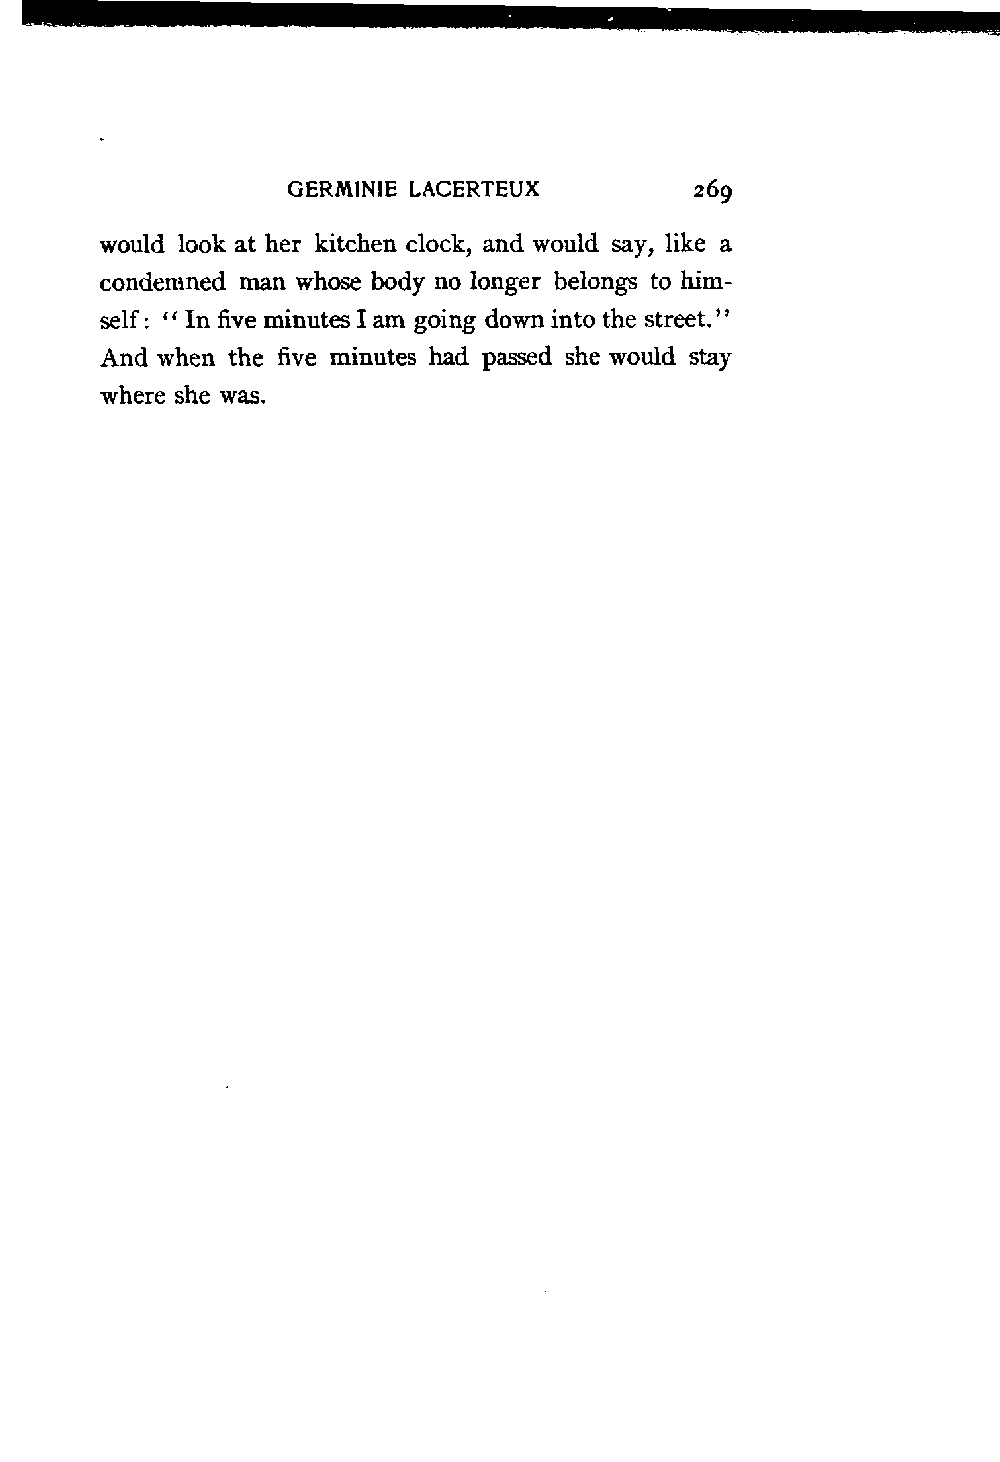 GERMINIE LACERTEUX 269
would look at her kitchen clock, and would say, like a
condemned man whose body no longer belongs to him-
self: “In five minutes I am going down into the street.”
And when the five minutes had passed she would stay
where she was.